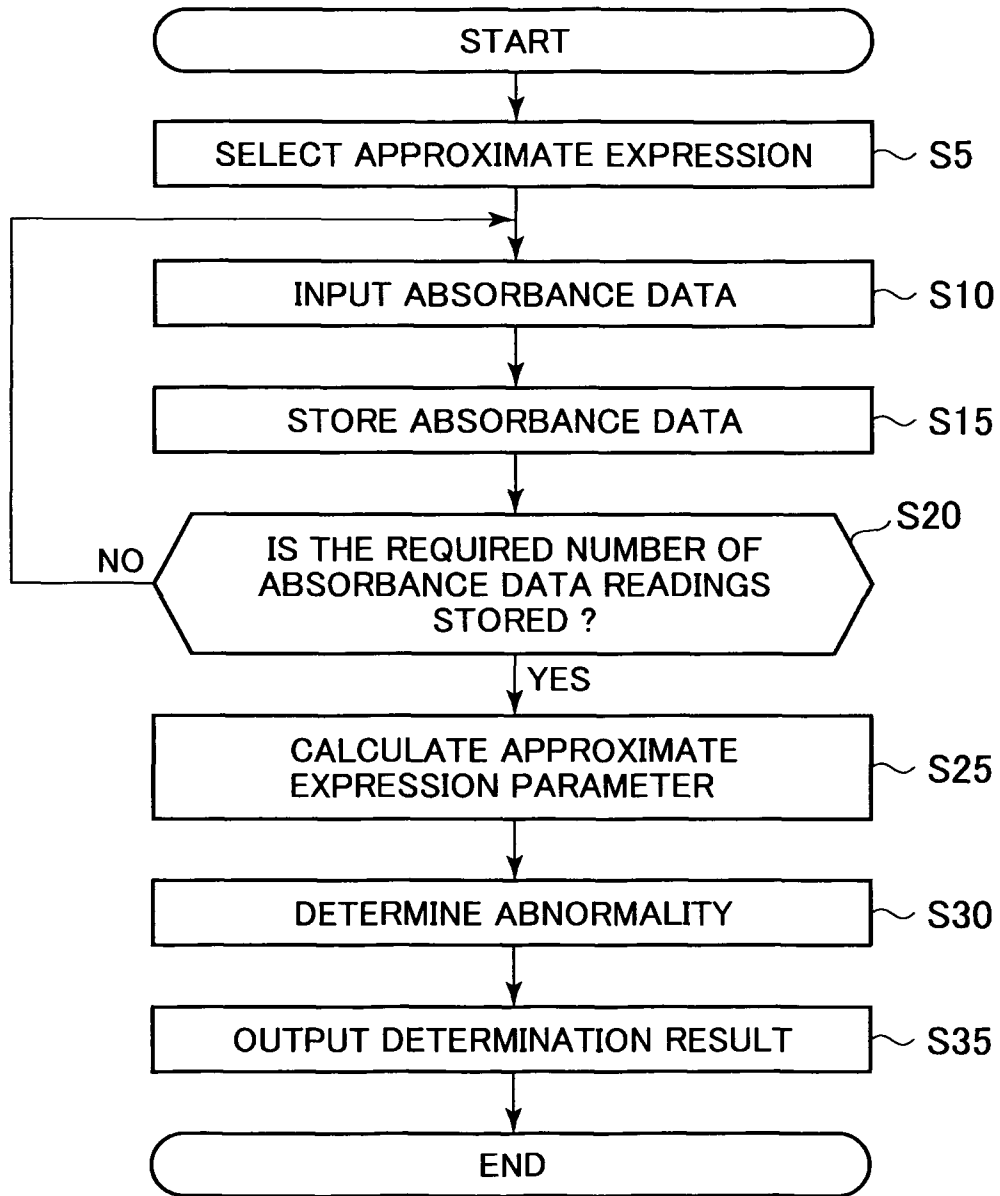 START
SELECT APPROXIMATE EXPRESSION
S5
INPUT ABSORBANCE DATA
S10
STORE ABSORBANCE DATA
S15
S20
IS THE REQUIRED NUMBER OF
ABSORBANCE DATA READINGS
STORED ?
NO
YES
CALCULATE APPROXIMATE
EXPRESSION PARAMETER
S25
DETERMINE ABNORMALITY
S30
OUTPUT DETERMINATION RESULT
S35
END